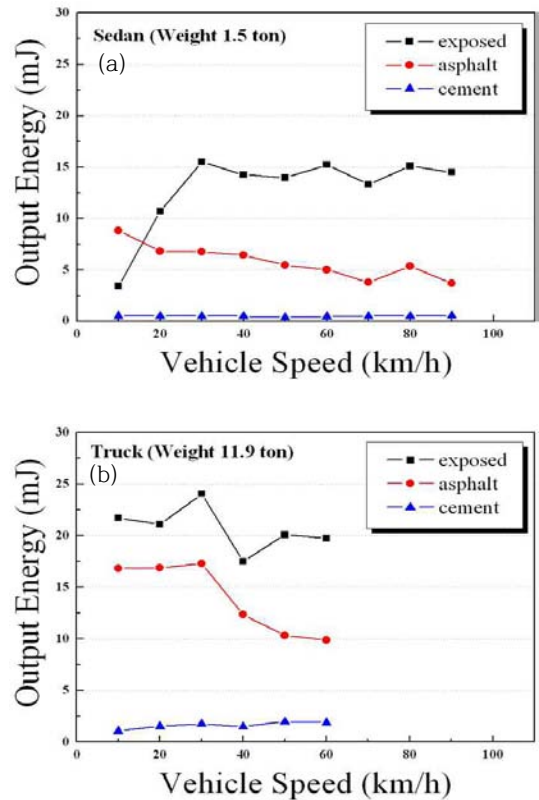 30
25
20
15
10
5
0
Output Energy (mJ)
Sedan (Weight 1.5 ton)
(a)
exposed
asphalt
cement
0 20 40 60 80 100
Vehicle Speed (km/h)
30
25
20
15
10
5
0
Output Energy (mJ)
Truck (Weight 11.9 ton)
(b)
exposed
asphalt
cement
0 20 40 60 80 100
Vehicle Speed (km/h)